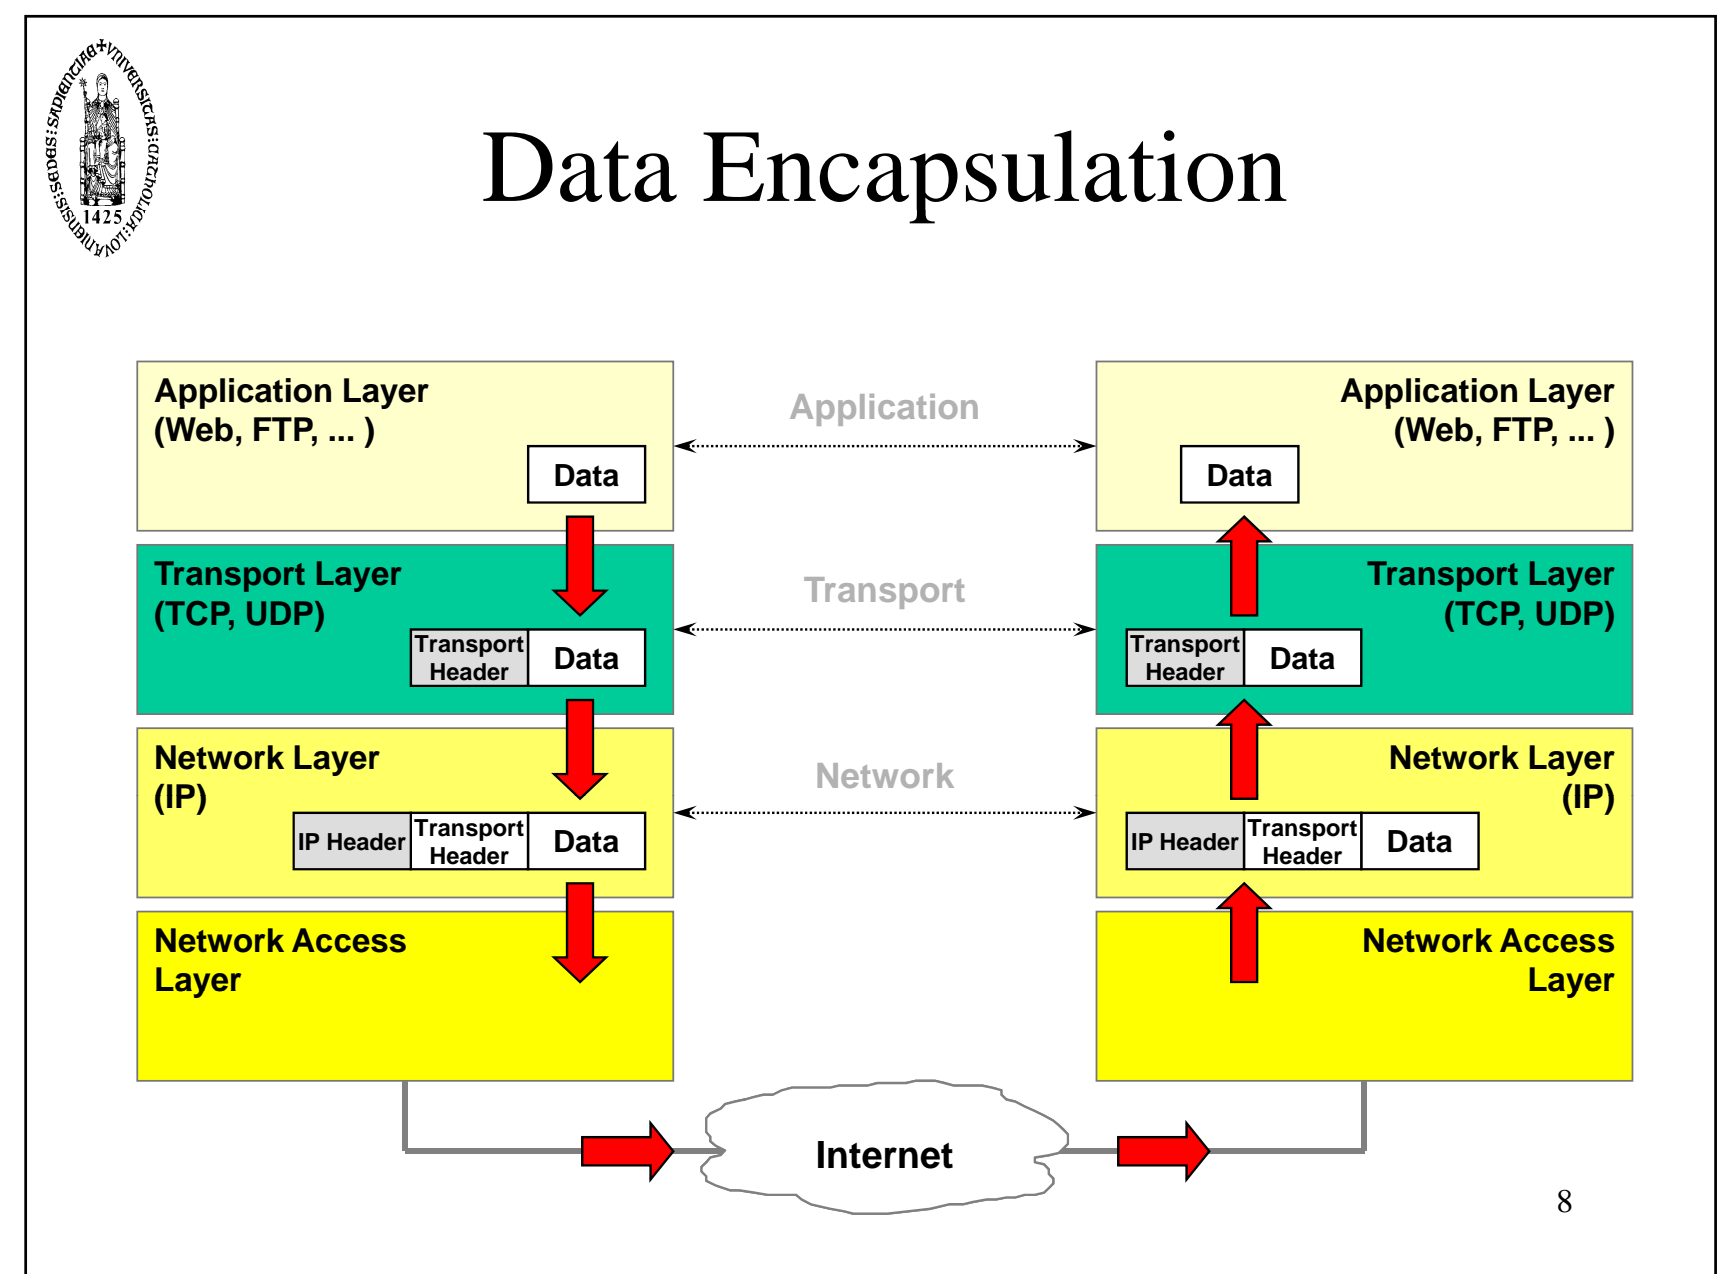 SIGILLUM
Data Encapsulation
1425
Application Layer
(Web, FTP, ... )
Data
Application
Application Layer
(Web, FTP, ... )
Data
Transport Layer
(TCP, UDP)
Transport
Header
Data
Transport
Transport Layer
(TCP, UDP)
Transport
Header
Data
Network Layer
(IP)
IP Header
Transport
Header
Data
Network
Network Layer
(IP)
IP Header
Transport
Header
Data
Network Access
Layer
Network Access
Layer
Internet
8